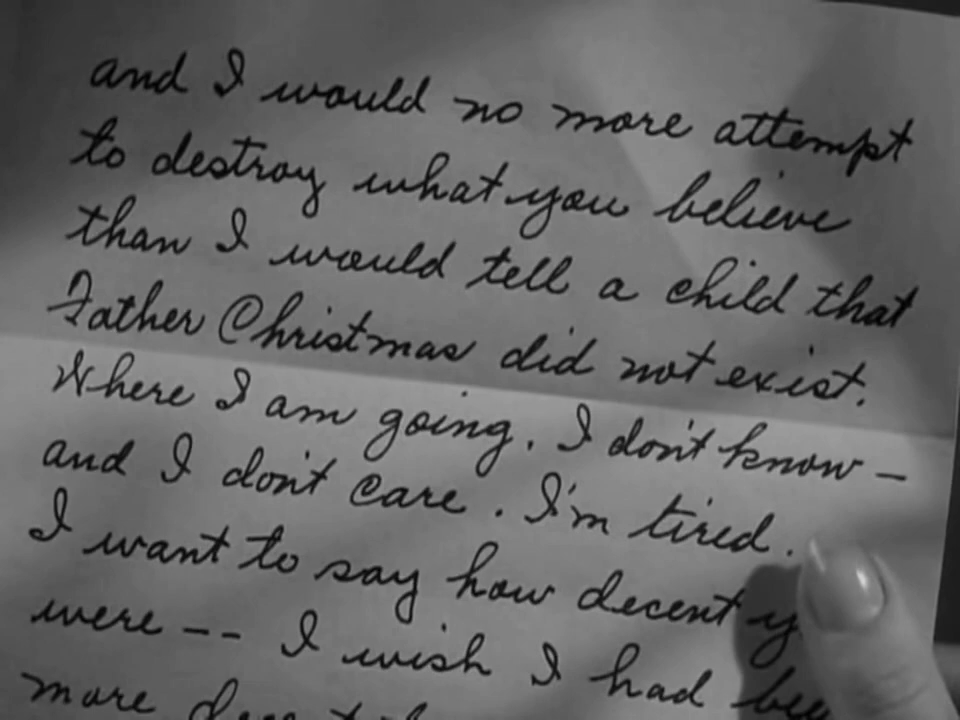 and I would no more attempt
to destroy what you believe
than I would tell a child that
Father Christmas did not exist.
Where I am going, I don't know —
and I don't care. I'm tired.
I want to say how decent
were -- I wish I had
more